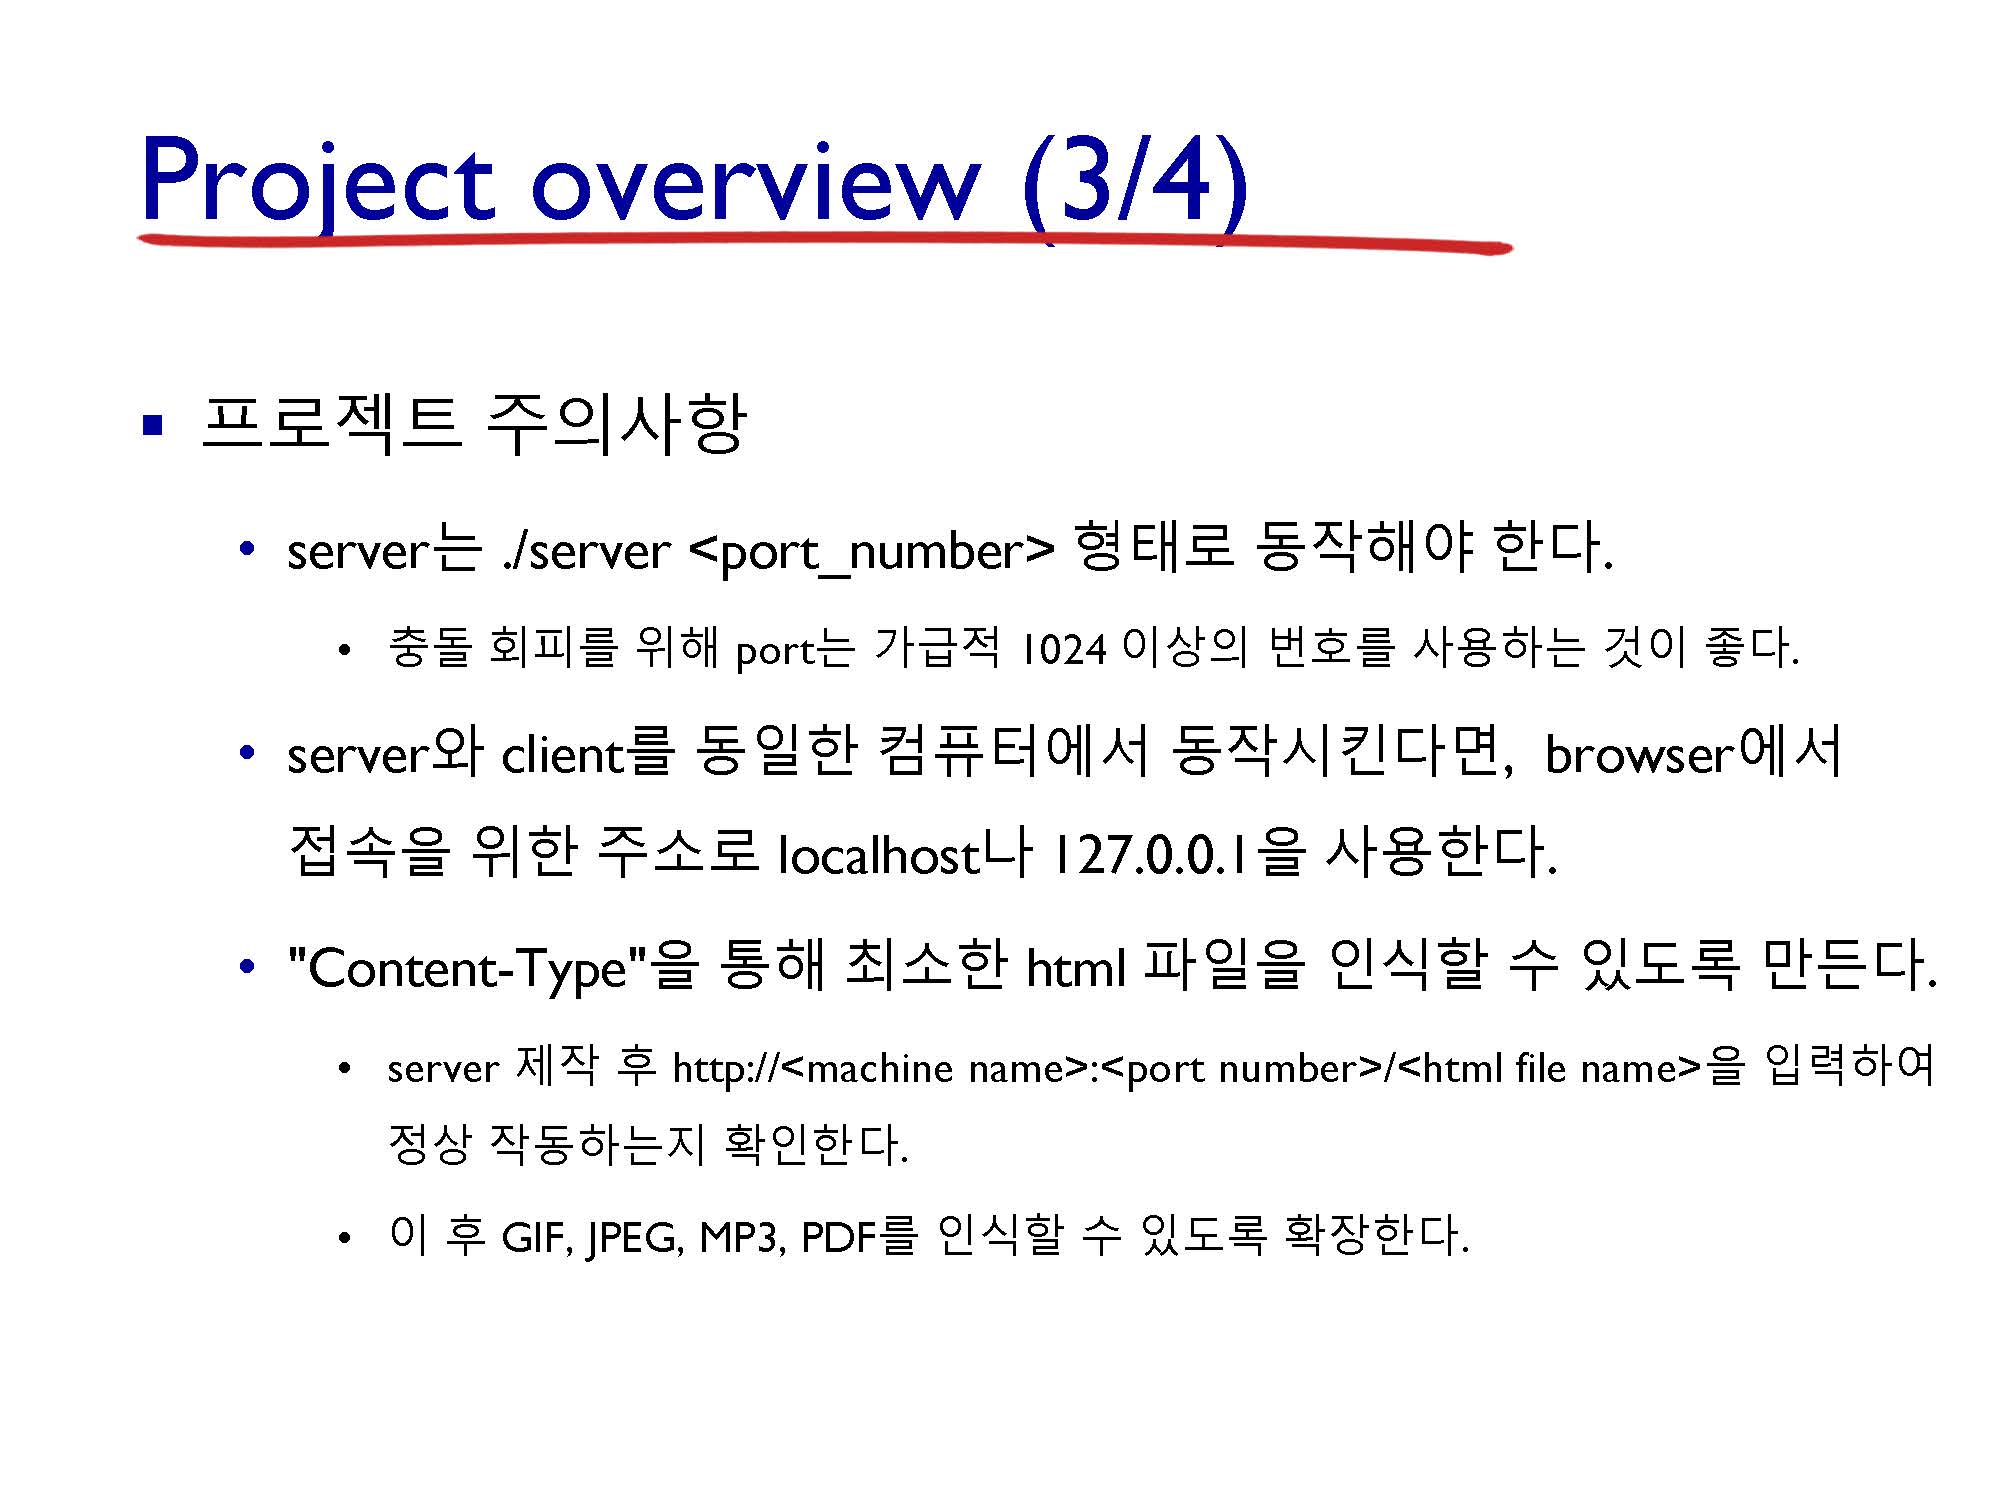 Project overview (3/4)
▪ 프로젝트 주의사항
• server는 ./server <port_number> 형태로 동작해야 한다.
• 충돌 회피를 위해 port는 가급적 1024 이상의 번호를 사용하는 것이 좋다.
• server와 client를 동일한 컴퓨터에서 동작시킨다면, browser에서
접속을 위한 주소로 localhost나 127.0.0.1을 사용한다.
• "Content-Type"을 통해 최소한 html 파일을 인식할 수 있도록 만든다.
• server 제작 후 http://<machine name>:<port number>/<html file name>을 입력하여
정상 작동하는지 확인한다.
• 이 후 GIF, JPEG, MP3, PDF를 인식할 수 있도록 확장한다.